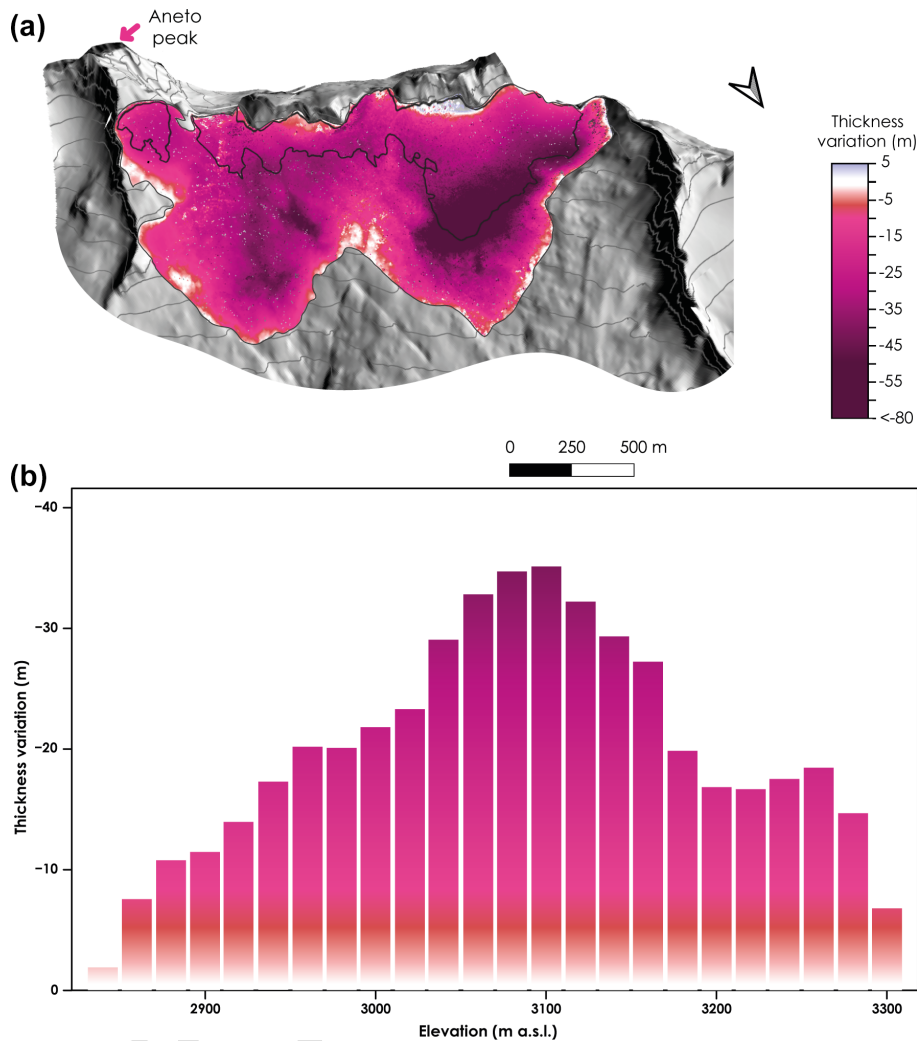 (a)
Aneto
peak
Thickness
variation (m)
5
-5
-15
-25
-35
-45
-55
<-80
0 250 500 m
(b)
−40
−30
−20
−10
0
Thickness variation (m)
2900 3000 3100 3200 3300
Elevation (m a.s.l.)